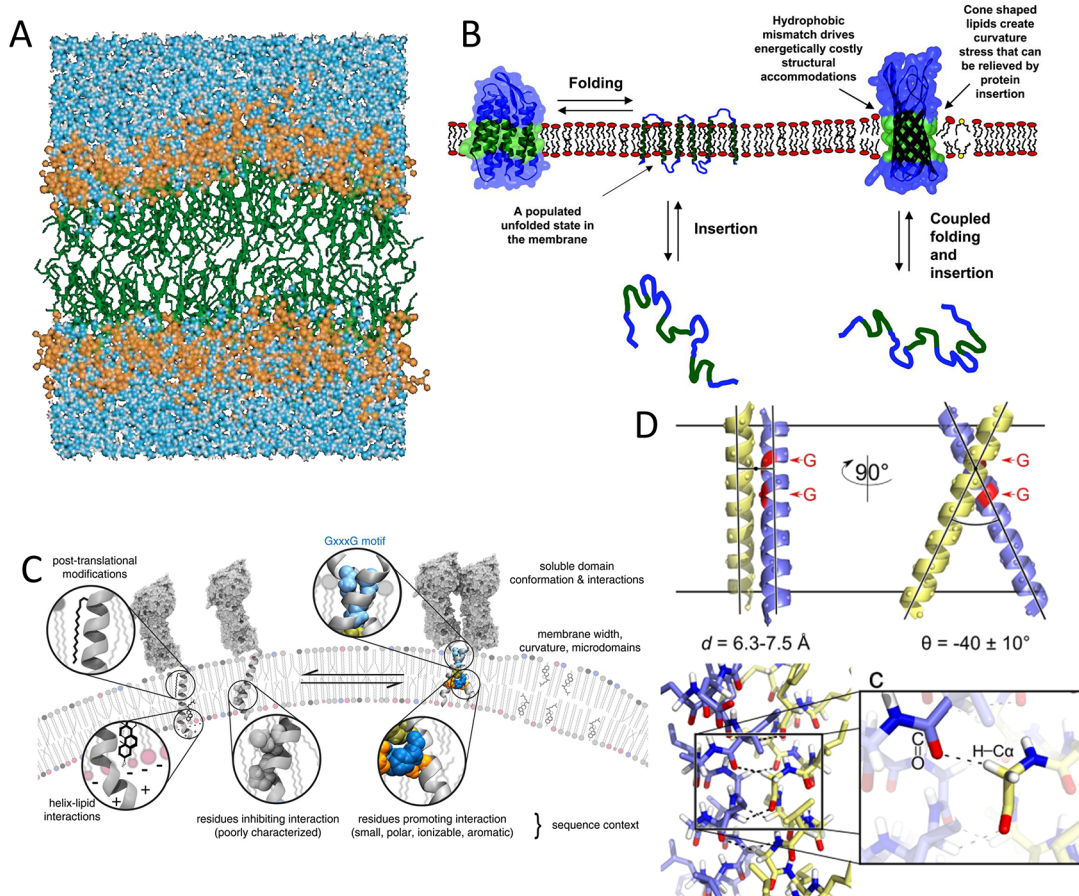 A
B
Hydrophobic
mismatch drives
energetically costly
structural
accommodations
Cone shaped
lipids create
curvature
stress that can
be relieved by
protein
insertion
Folding
A populated
unfolded state in
the membrane
Insertion
Coupled
folding
and
insertion
C
post-translational
modifications
GxxxG motif
soluble domain
conformation & interactions
membrane width,
curvature, microdomains
helix-lipid
interactions
- - - -
+ +
residues inhibiting interaction
(poorly characterized)
residues promoting interaction
(small, polar, ionizable, aromatic)
} sequence context
D
G
G
90°
G
G
d = 6.3-7.5 Å
θ = -40 ± 10°
C
C
=
O
H–Cα